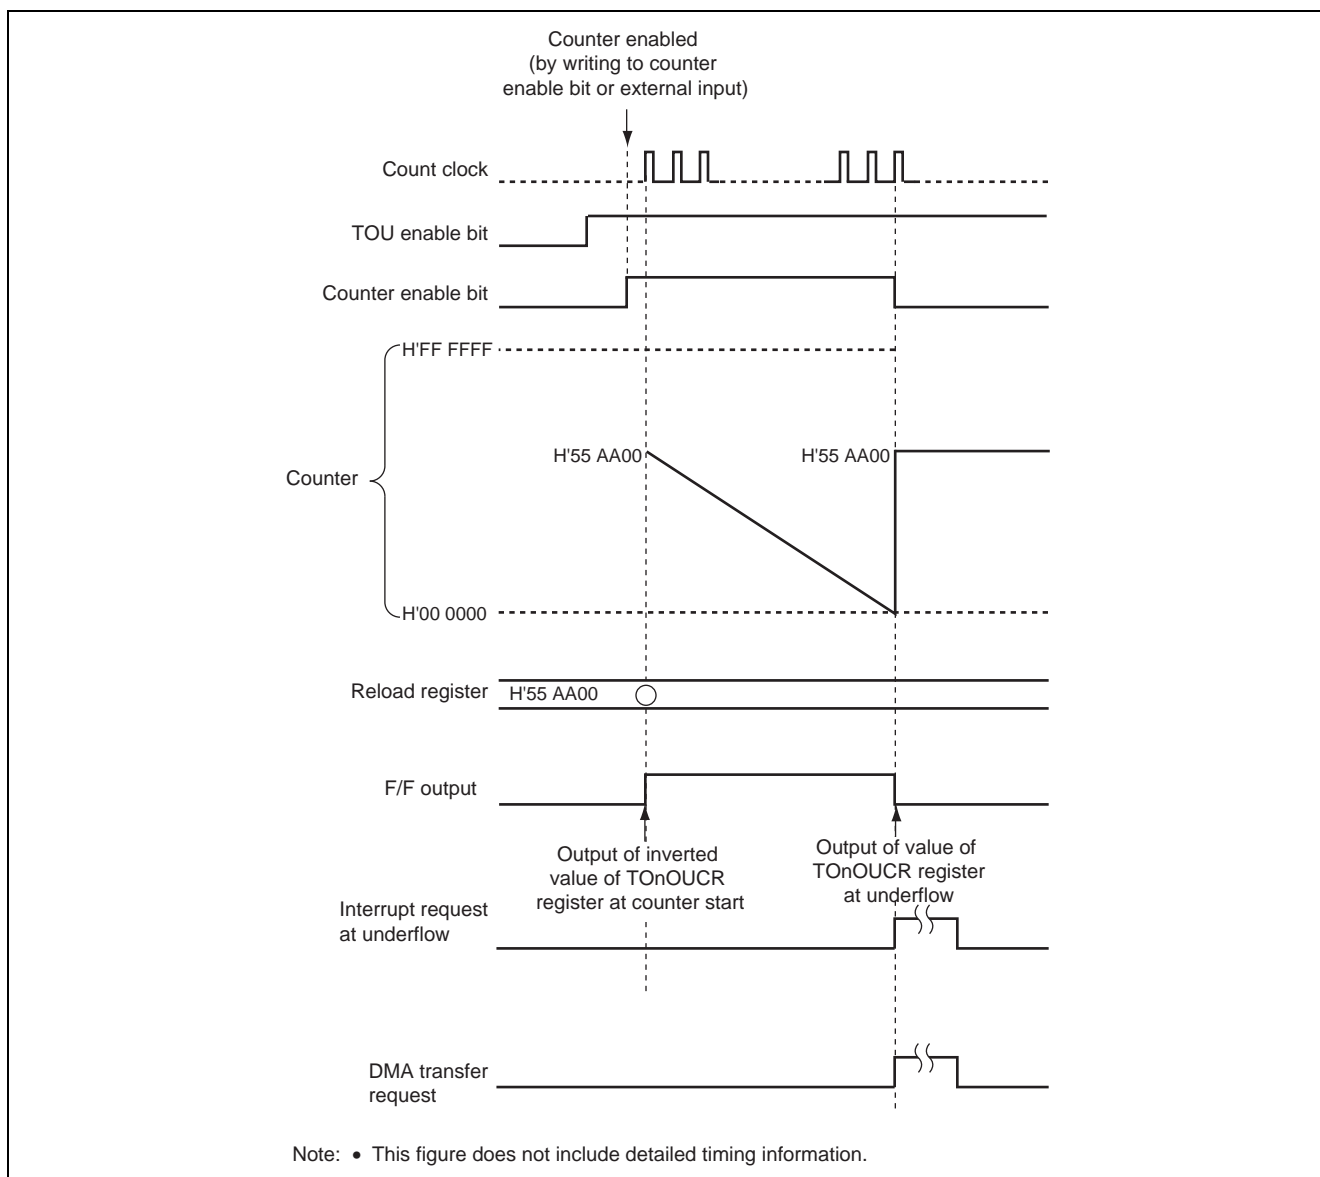 Counter enabled
(by writing to counter
enable bit or external input)
Count clock
TOU enable bit
Counter enable bit
H'FF FFFF
H'55 AA00
H'55 AA00
Counter
H'00 0000
Reload register
H'55 AA00
F/F output
Output of inverted
value of TOnOUCR
register at counter start
Output of value of
TOnOUCR register
at underflow
Interrupt request
at underflow
DMA transfer
request
Note: • This figure does not include detailed timing information.